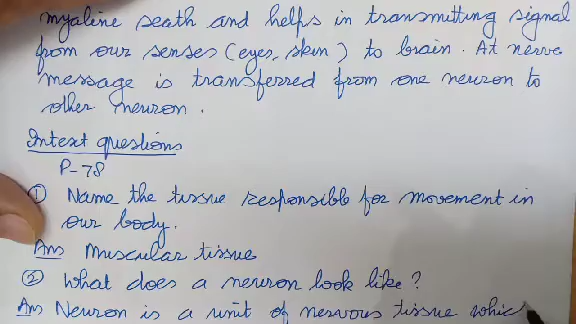 myaline seath and helps in transmitting signal
from our senses (eyes, skin) to brain. At nerve
message is transferred from one neuron to
other neuron.
Intext questions
P-78
① Name the tissue responsible for movement in
our body.
Ans Muscular tissue
② What does a neuron look like?
Ans Neuron is a unit of nervous tissue whic